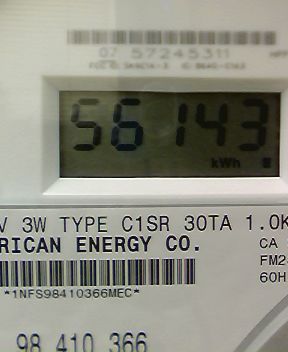 07 57245311
56143
kWh
V 3W TYPE C1SR 30TA 1.0K
RICAN ENERGY CO.
CA
FM2
60H
*1NFS98410366MEC*
98 410 366